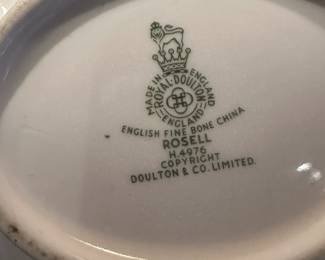 MADE IN ENGLAND
ROYAL·DOULTON
ENGLAND
ENGLISH FINE BONE CHINA
ROSELL
H.4976
COPYRIGHT
DOULTON & CO. LIMITED.